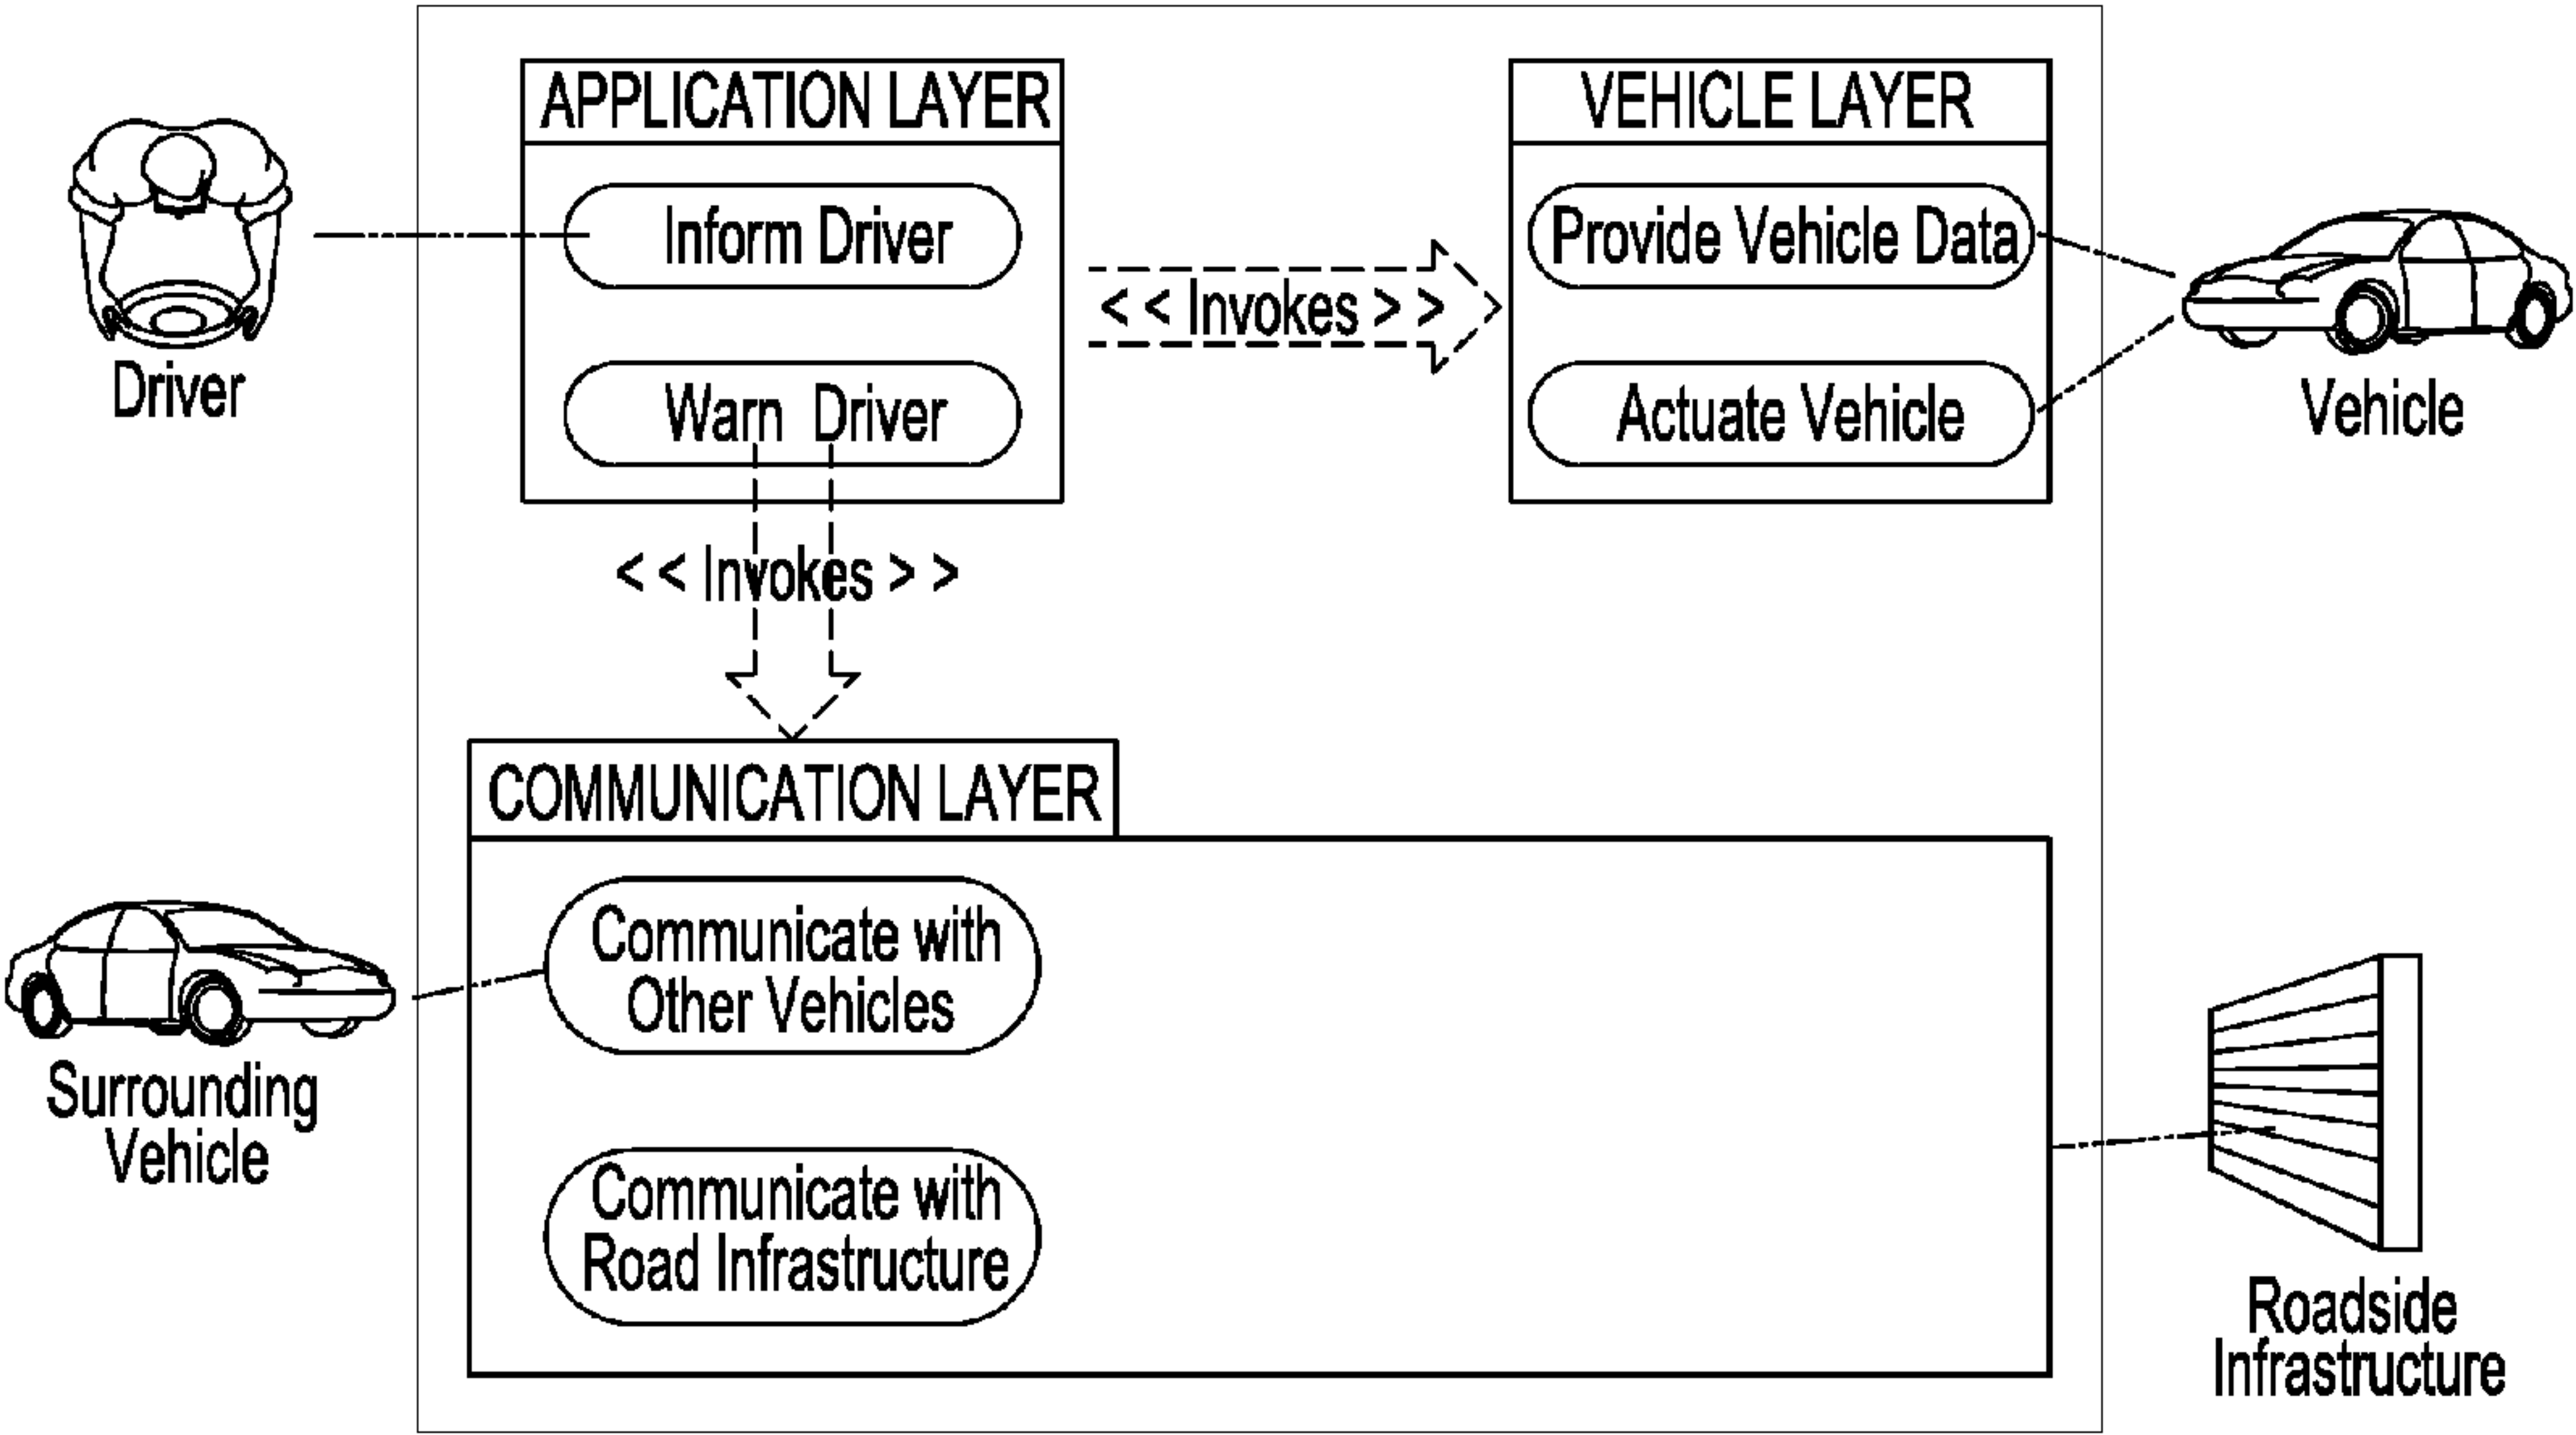 APPLICATION LAYER
Inform Driver
Warn Driver
Driver
< < Invokes > >
VEHICLE LAYER
Provide Vehicle Data
Actuate Vehicle
Vehicle
< < Invokes > >
COMMUNICATION LAYER
Communicate with
Other Vehicles
Surrounding
Vehicle
Communicate with
Road Infrastructure
Roadside
Infrastructure